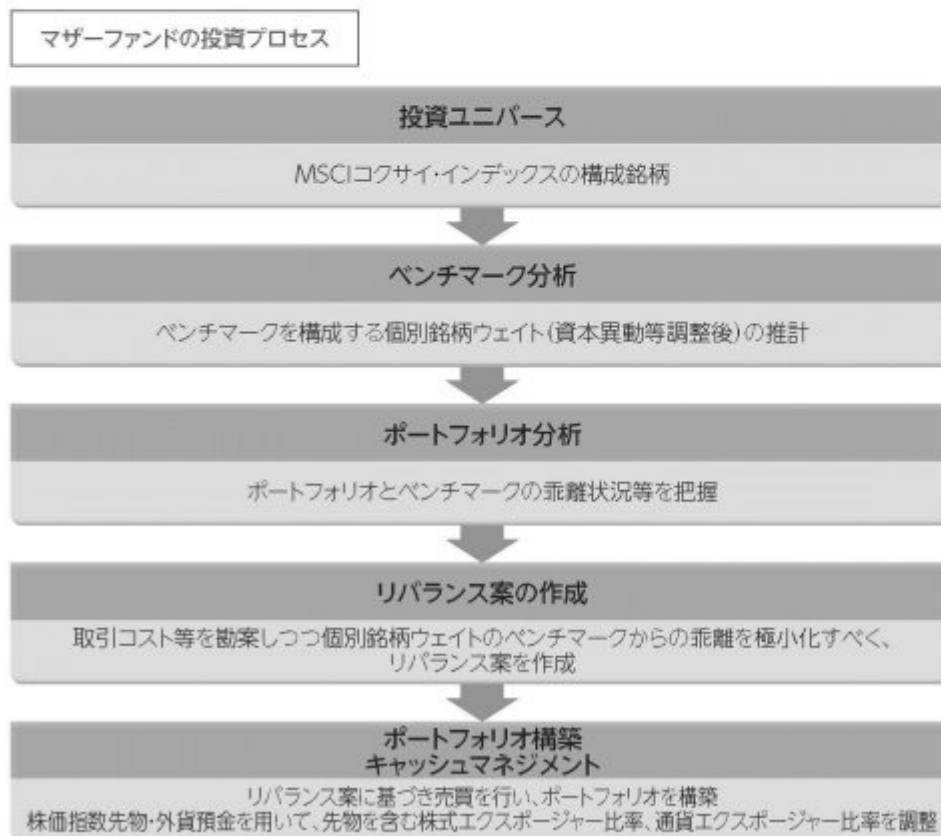 マザーファンドの投資プロセス
投資ユニバース
MSCIコクサイ・インデックスの構成銘柄
ベンチマーク分析
ベンチマークを構成する個別銘柄ウェイト(資本異動等調整後)の推計
ポートフォリオ分析
ポートフォリオとベンチマークの乖離状況等を把握
リバランス案の作成
取引コスト等を勘案しつつ個別銘柄ウェイトのベンチマークからの乖離を極小化すべく、
リバランス案を作成
ポートフォリオ構築
キャッシュマネジメント
リバランス案に基づき売買を行い、ポートフォリオを構築
株価指数先物・外貨預金を用いて、先物を含む株式エクスポージャー比率、通貨エクスポージャー比率を調整